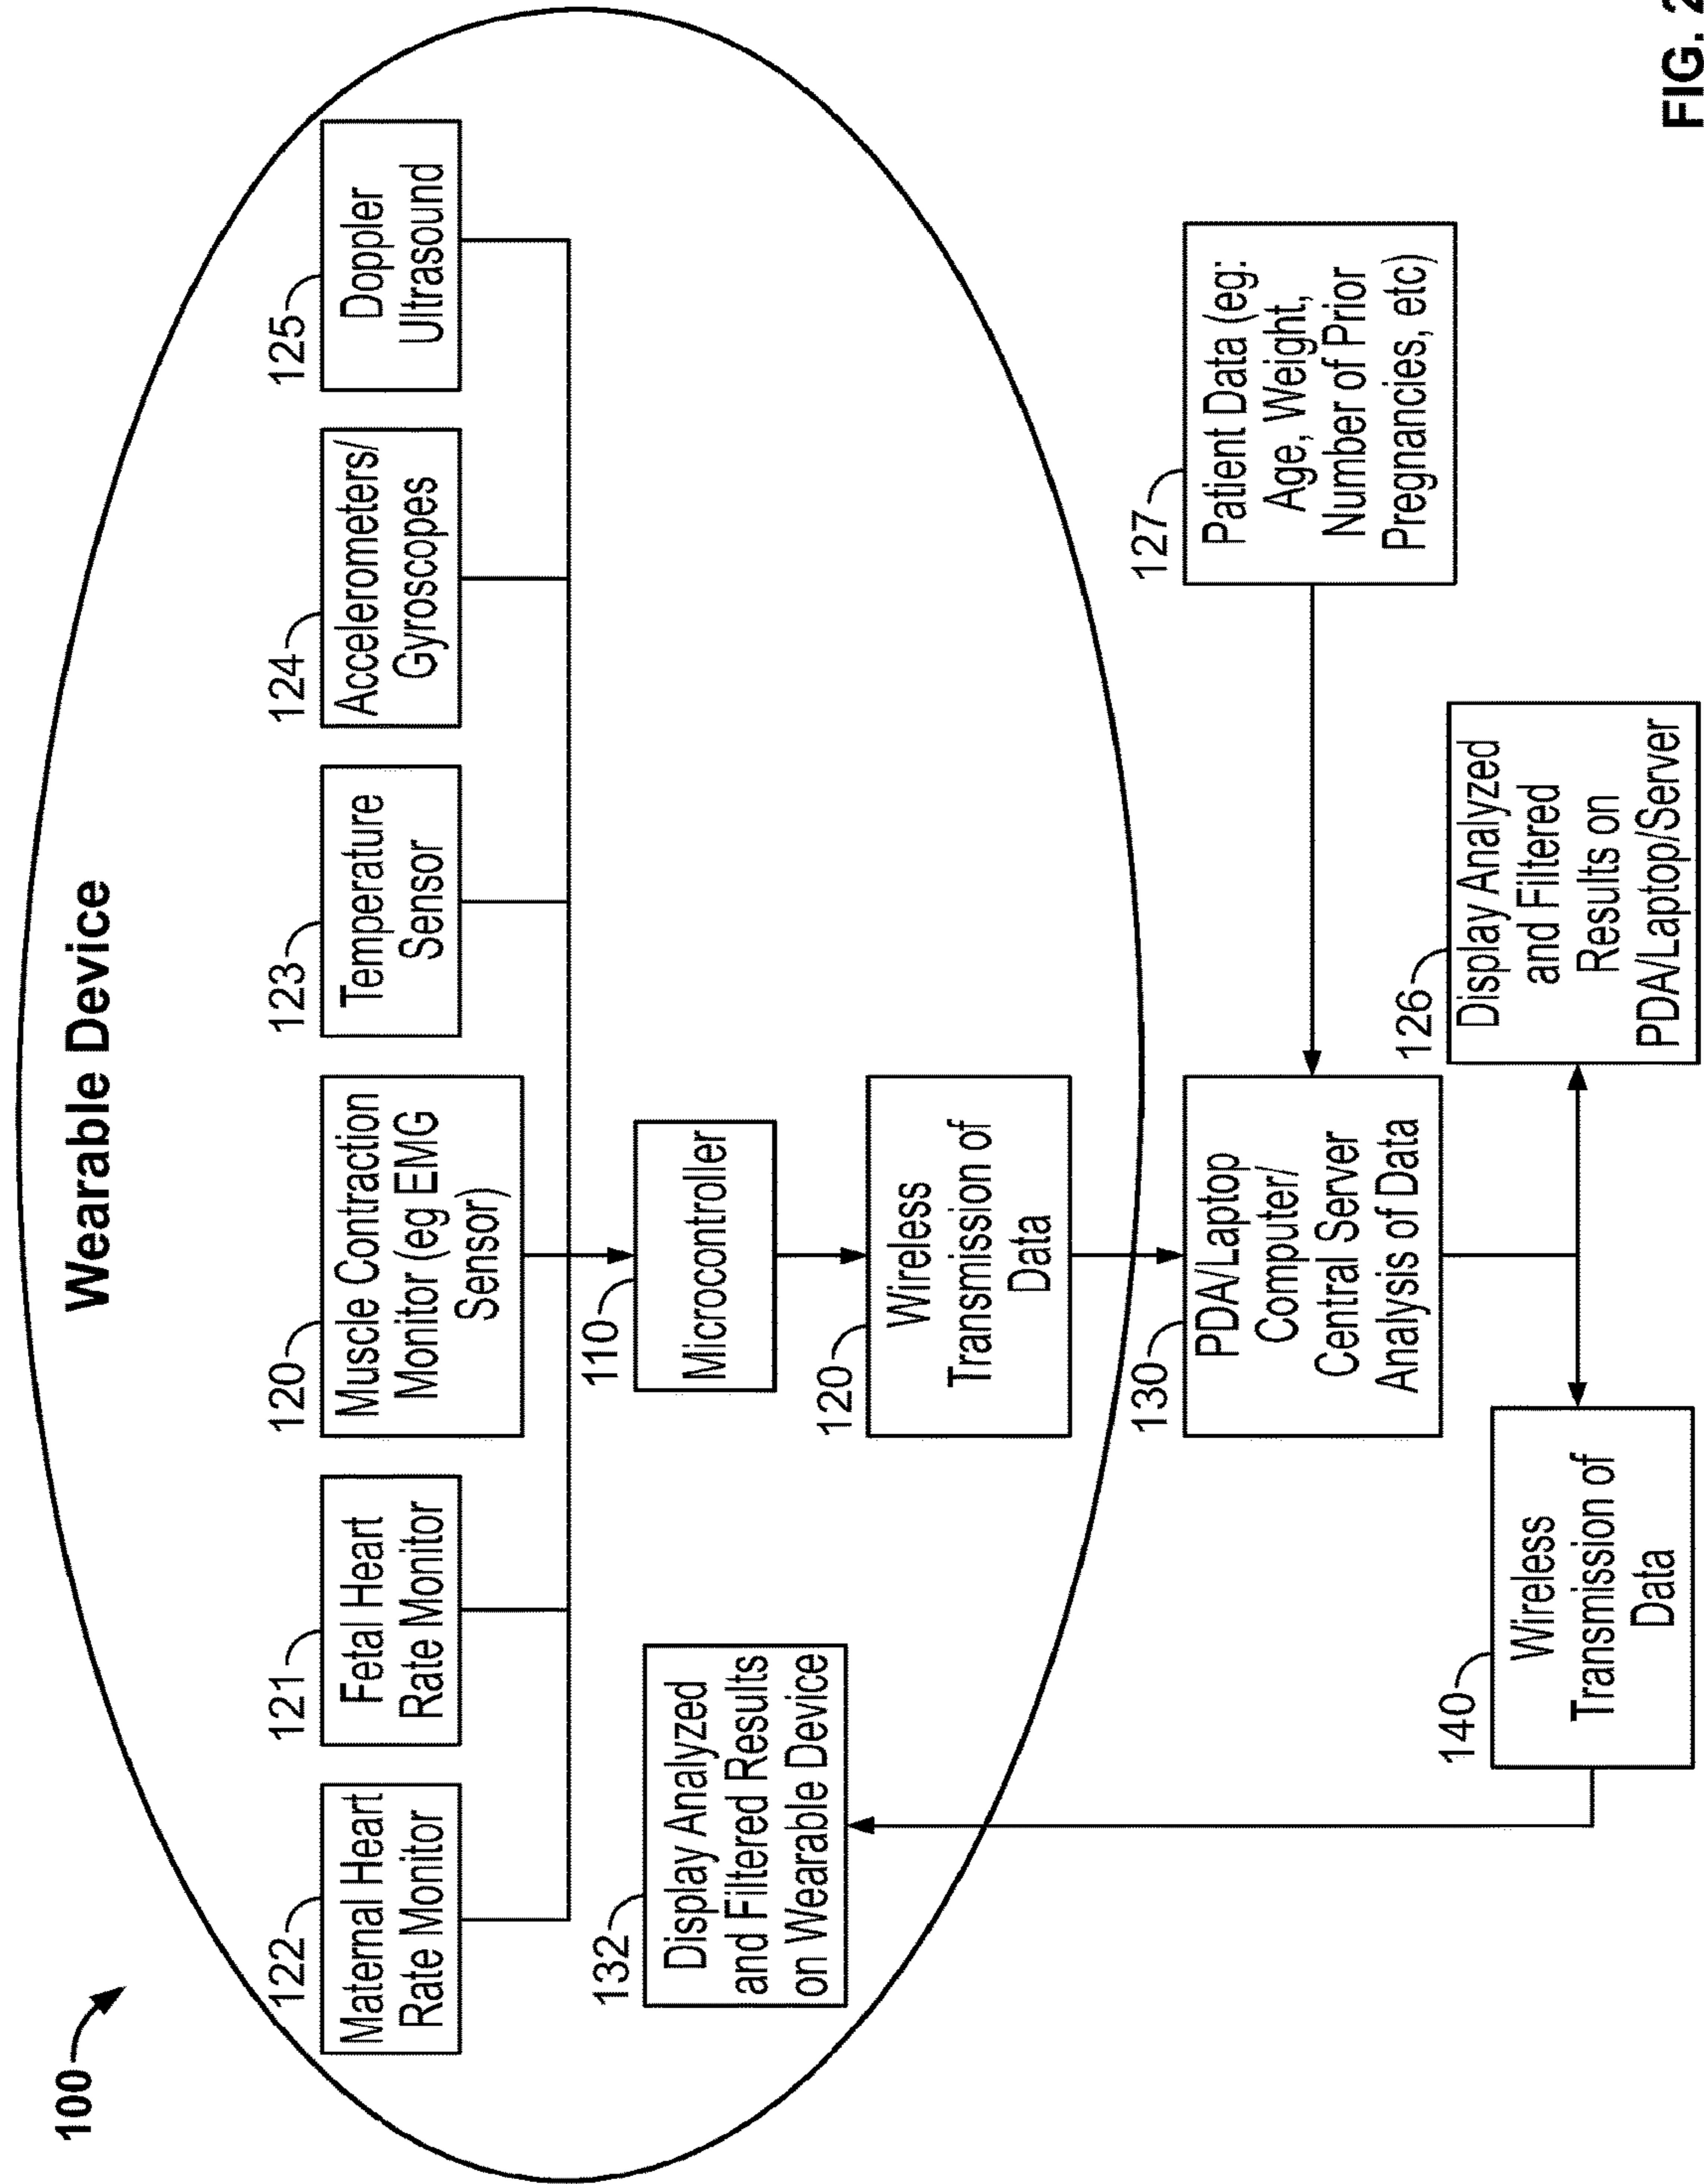 100
Wearable Device
122
Maternal Heart
Rate Monitor
121
Fetal Heart
Rate Monitor
120
Muscle Contraction
Monitor (eg EMG
Sensor)
123
Temperature
Sensor
124
Accelerometers/
Gyroscopes
125
Doppler
Ultrasound
132
Display Analyzed
and Filtered Results
on Wearable Device
110
Microcontroller
120
Wireless
Transmission of
Data
130
PDA/Laptop
Computer/
Central Server
Analysis of Data
127
Patient Data (eg:
Age, Weight,
Number of Prior
Pregnancies, etc)
140
Wireless
Transmission of
Data
126
Display Analyzed
and Filtered
Results on
PDA/Laptop/Server
FIG. 2